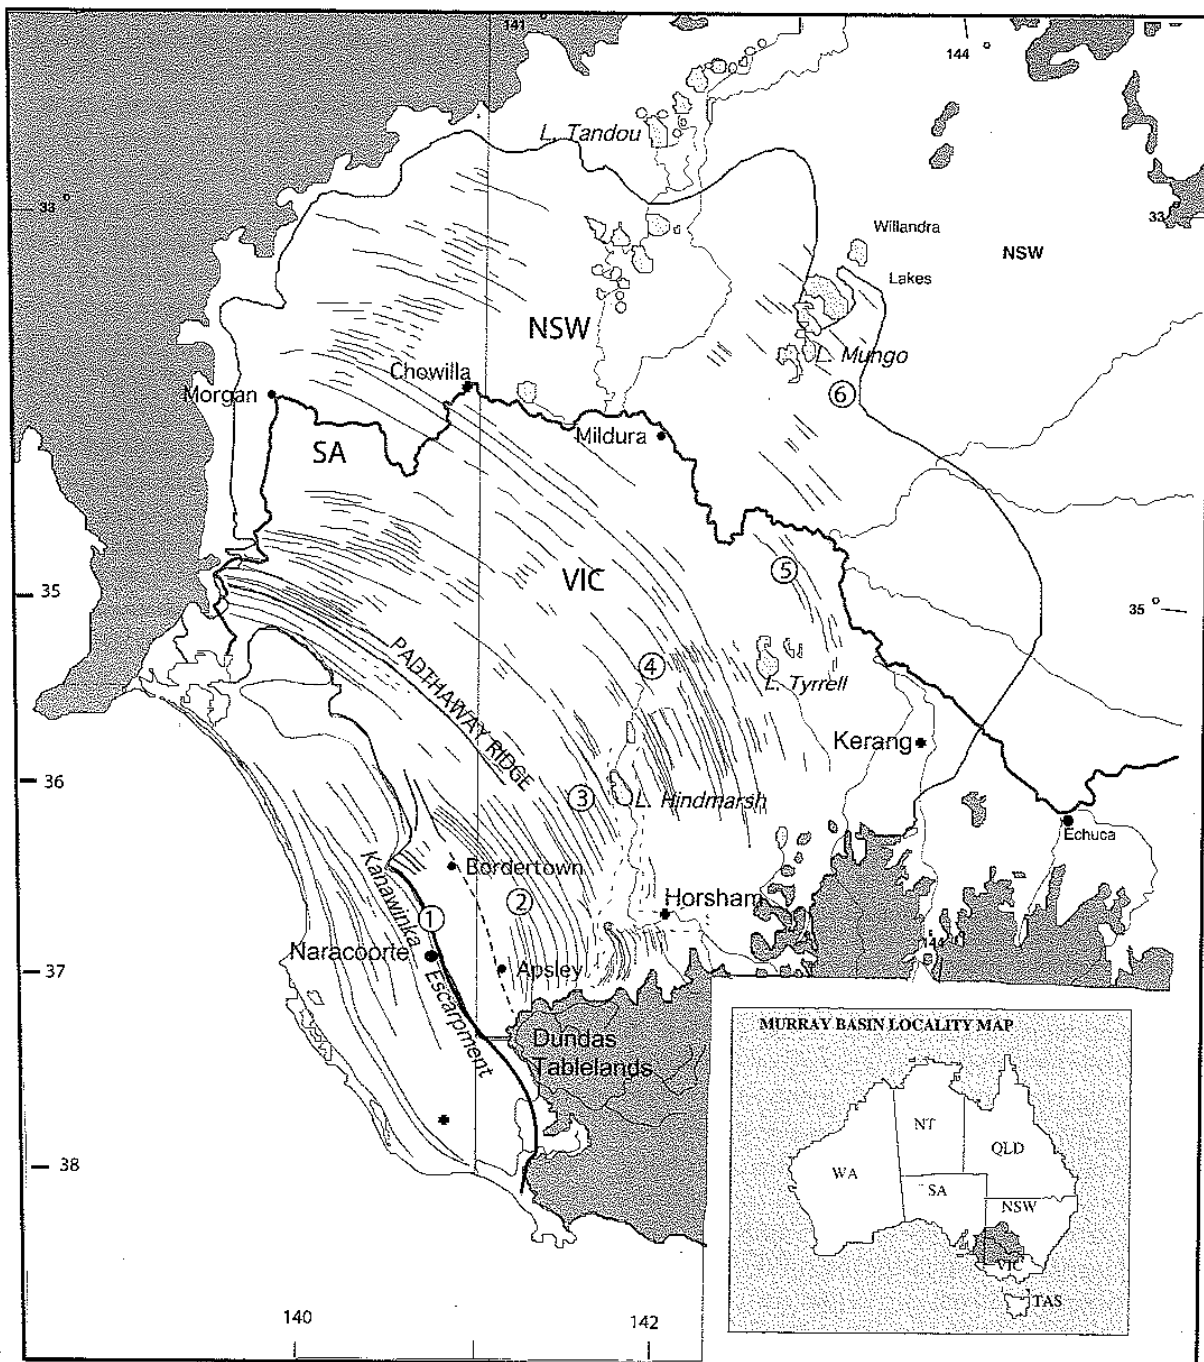 141 °
144 °
L. Tandou
33 °
33 °
Willandra
NSW
Lakes
NSW
L. Mungo
Chowilla
Morgan
6
Mildura
SA
VIC
5
35
35 °
4
PADTHAWAY RIDGE
L. Tyrrell
Kerang
36
3
L. Hindmarsh
Echuca
Kanawinka
Bordertown
Horsham
2
1
144
Naracoorte
37
Apsley
Escarpment
Dundas
Tablelands
MURRAY BASIN LOCALITY MAP
NT
QLD
WA
SA
NSW
VIC
TAS
38
140
142